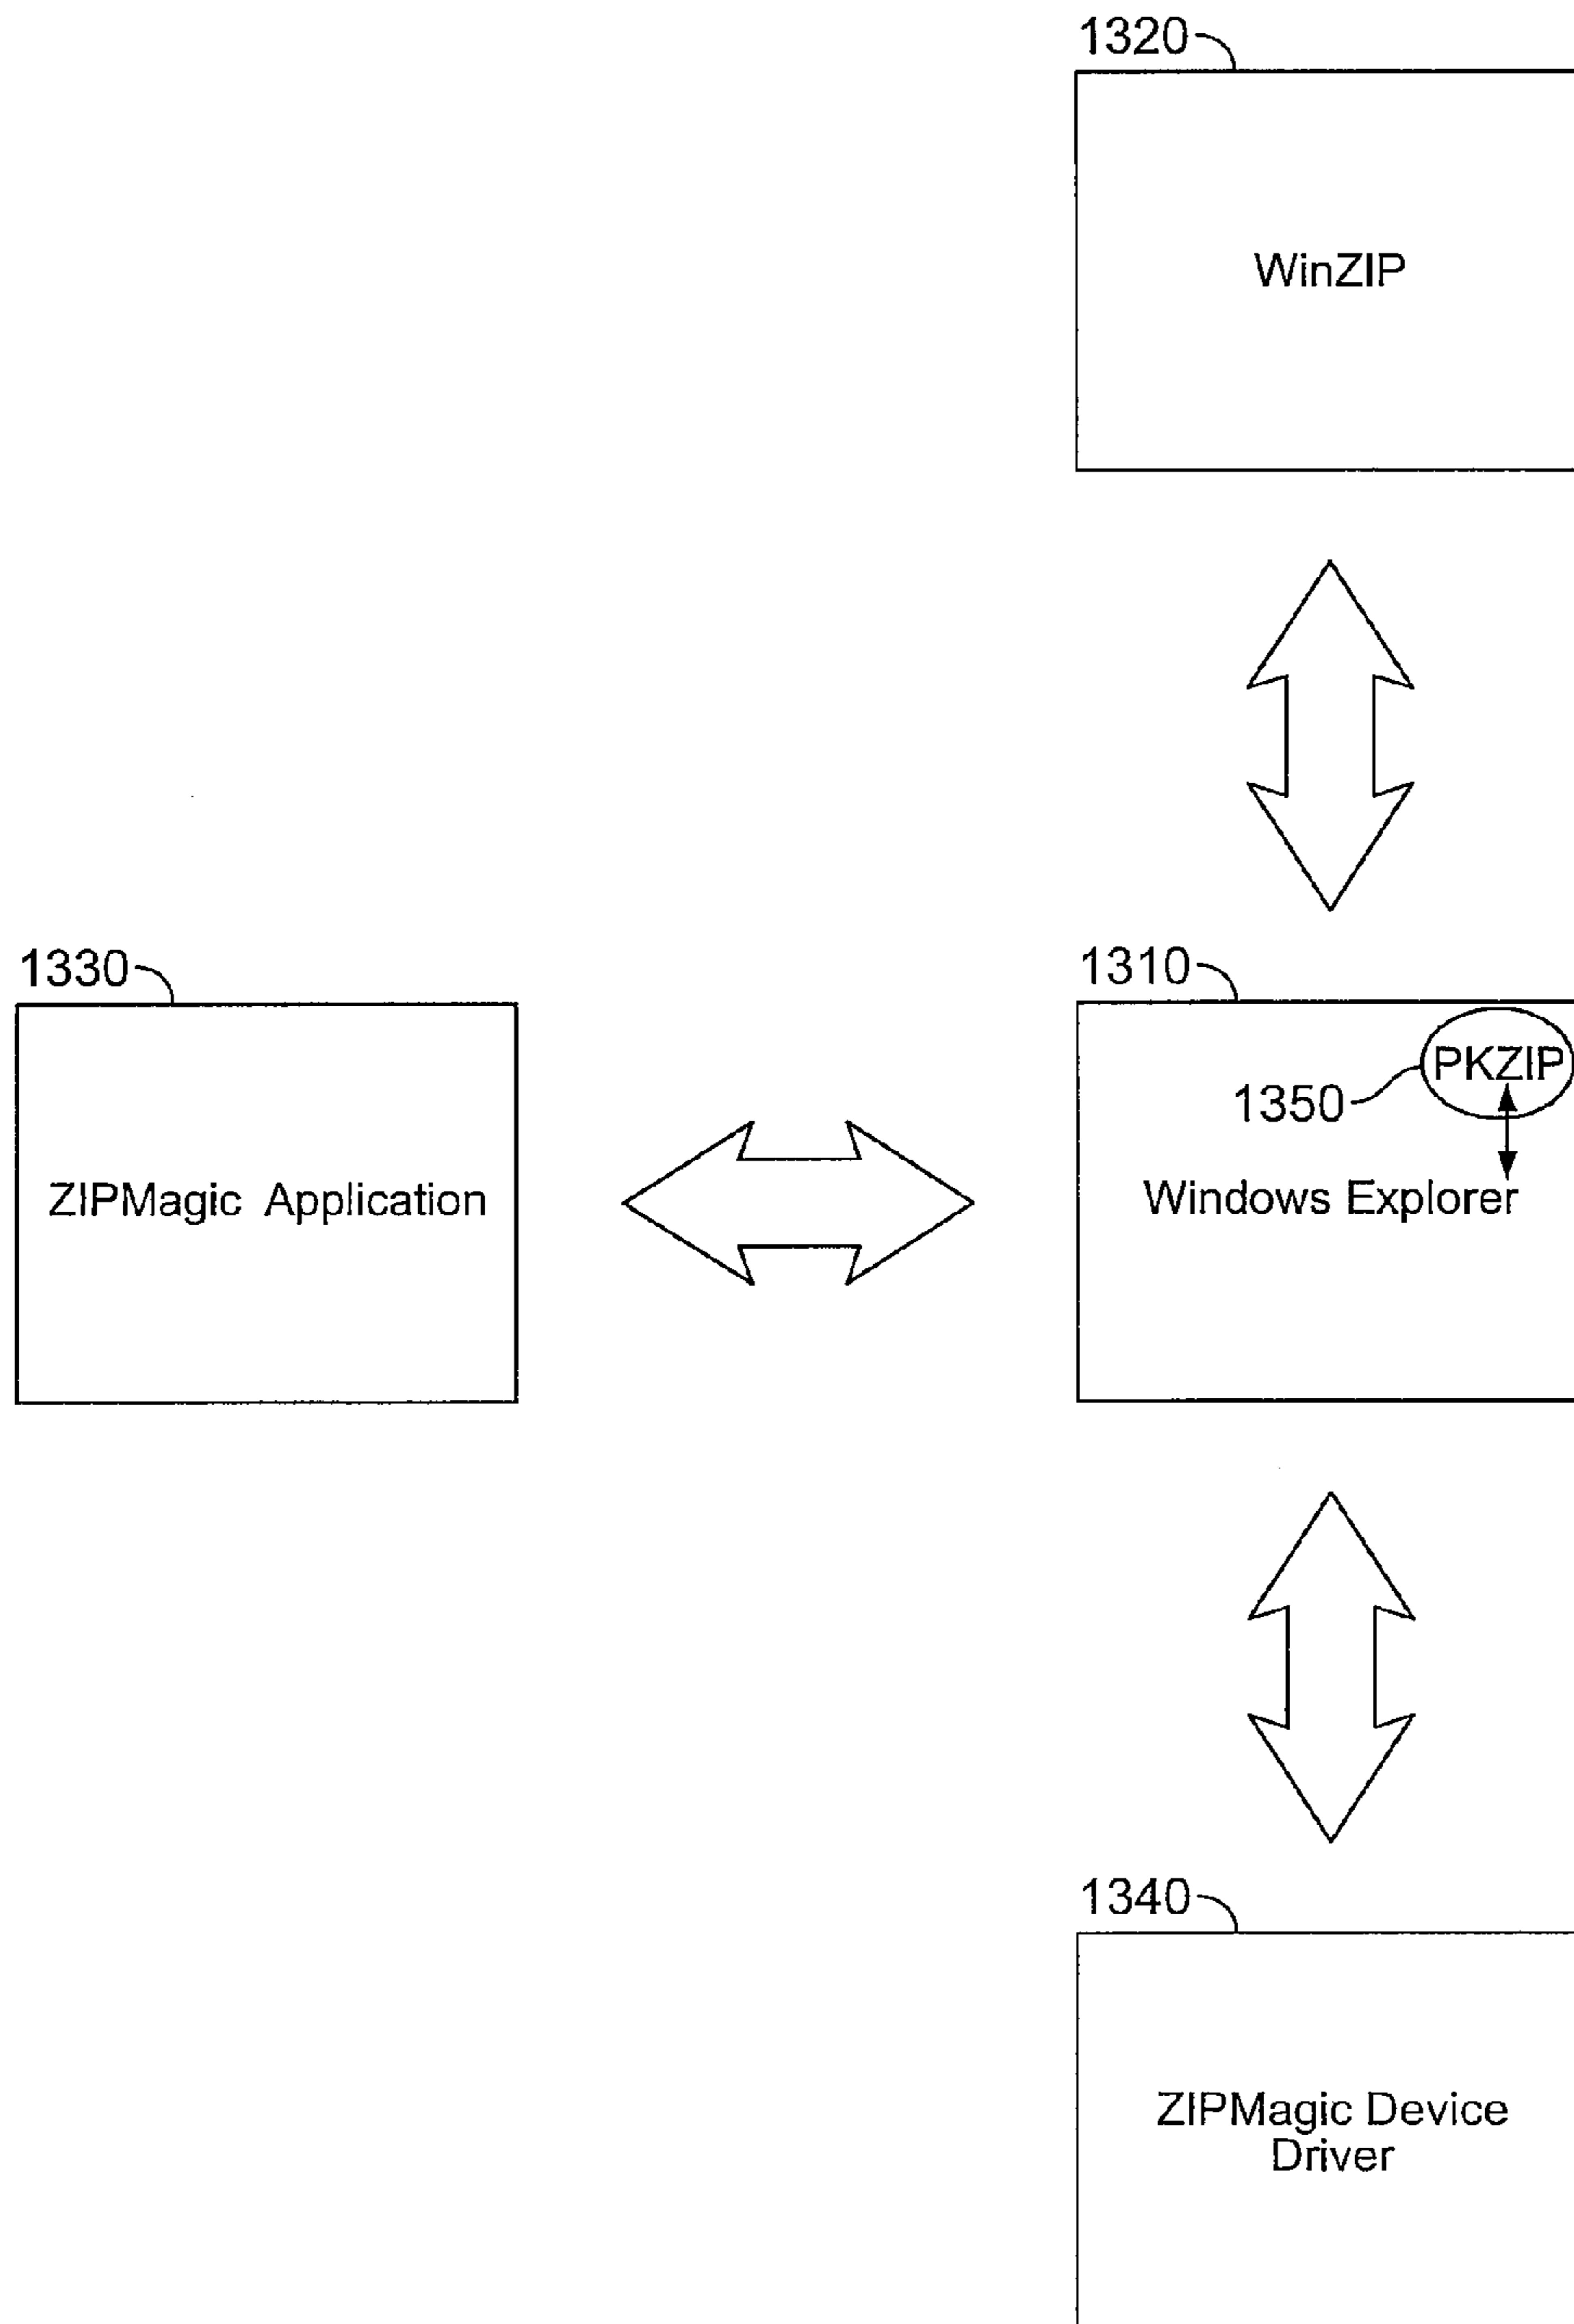 1320
WinZIP
1330
1310
PKZIP
1350
ZIPMagic Application
Windows Explorer
1340
ZIPMagic Device
Driver